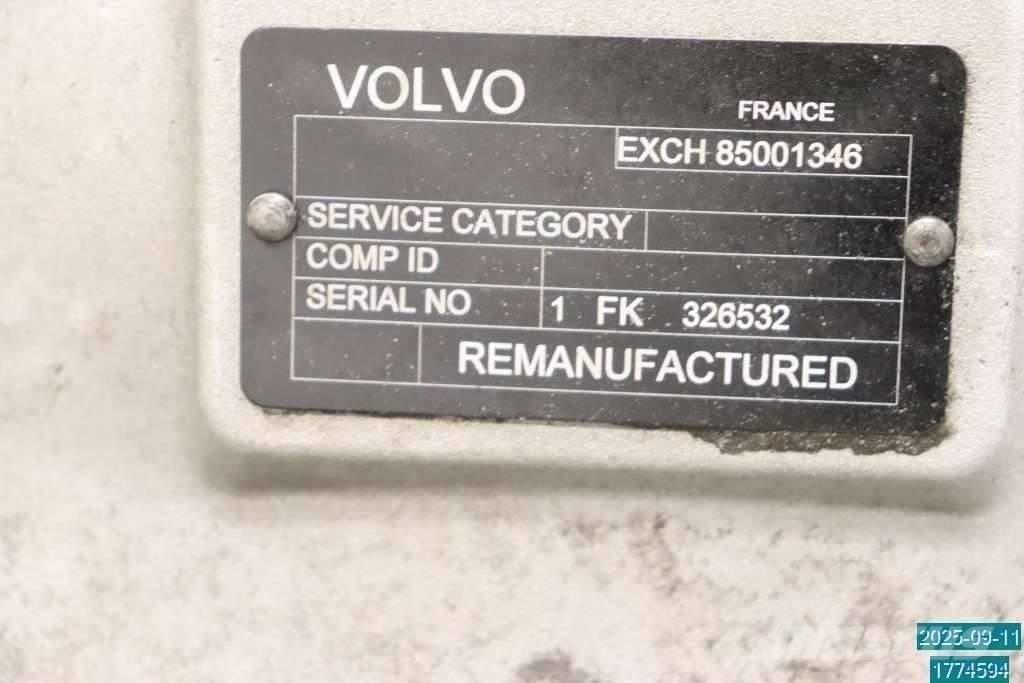 VOLVO
FRANCE
EXCH 85001346
SERVICE CATEGORY
COMP ID
SERIAL NO 1 FK 326532
REMANUFACTURED
2025-09-11
1774594